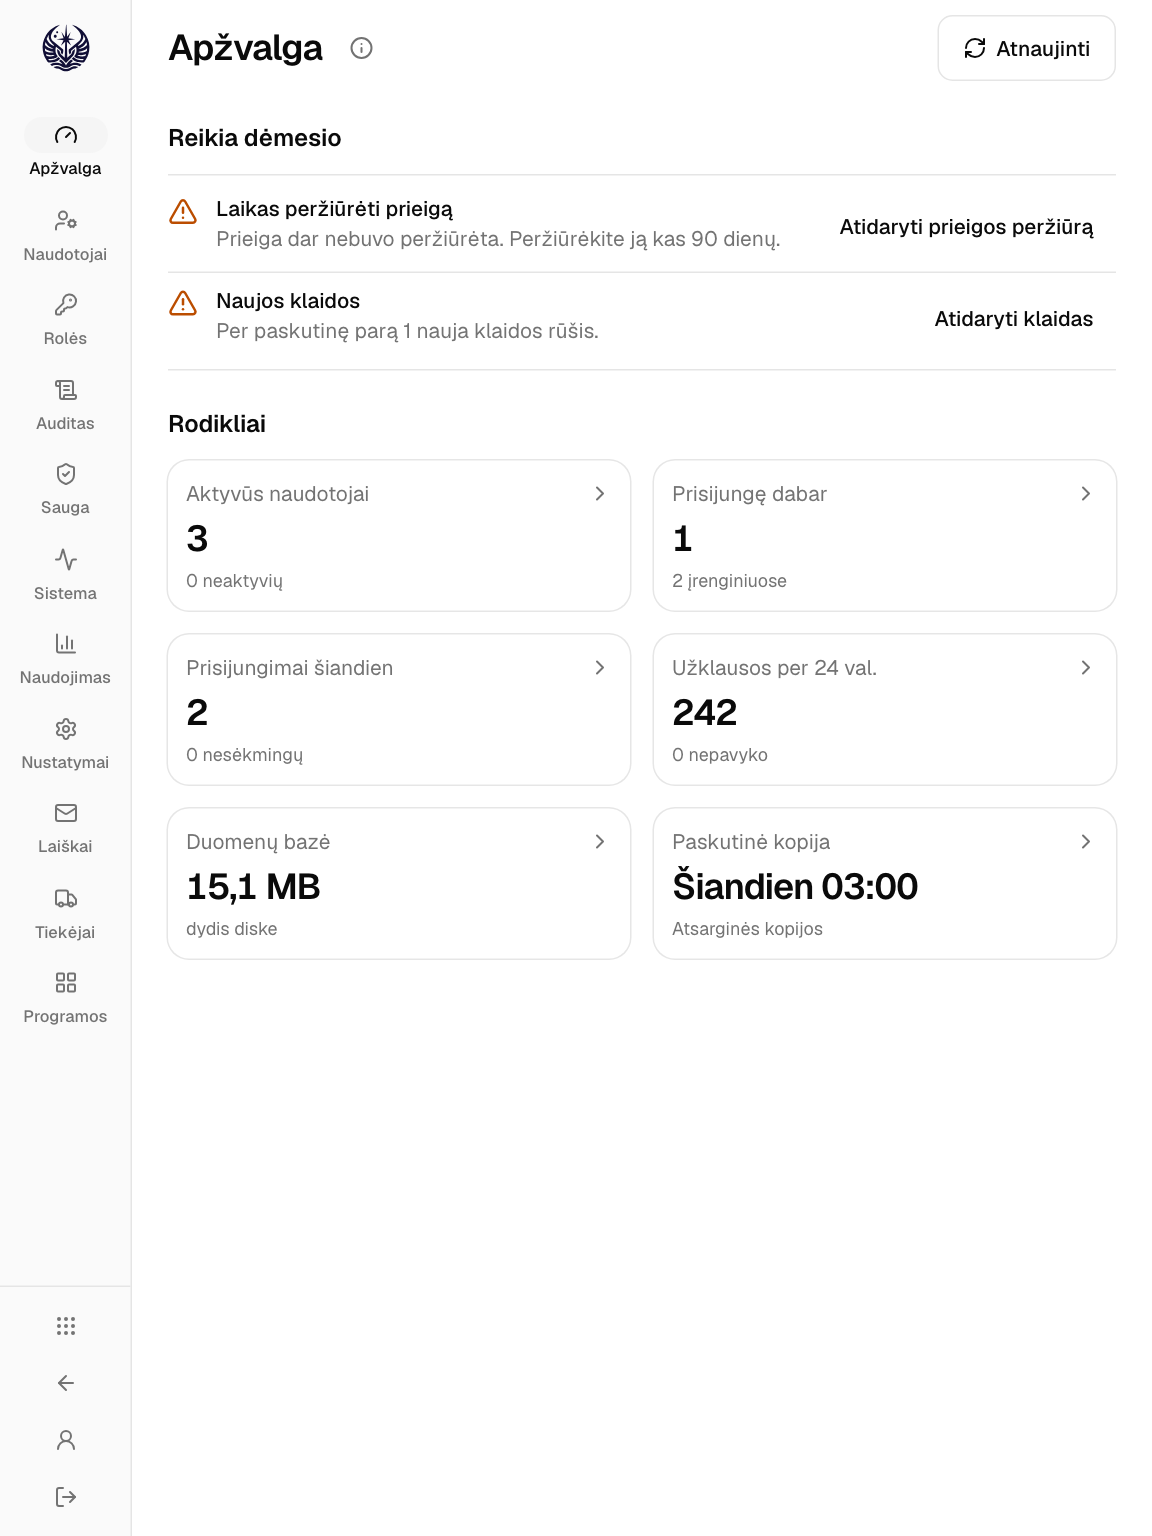 Apžvalga
Atnaujinti
Apžvalga
Naudotojai
Rolės
Auditas
Sauga
Sistema
Naudojimas
Nustatymai
Laiškai
Tiekėjai
Programos
Reikia dėmesio
Laikas peržiūrėti prieigą
Prieiga dar nebuvo peržiūrėta. Peržiūrėkite ją kas 90 dienų.
Atidaryti prieigos peržiūrą
Naujos klaidos
Per paskutinę parą 1 nauja klaidos rūšis.
Atidaryti klaidas
Rodikliai
Aktyvūs naudotojai
3
0 neaktyvių
Prisijungę dabar
1
2 įrenginiuose
Prisijungimai šiandien
2
0 nesėkmingų
Užklausos per 24 val.
242
0 nepavyko
Duomenų bazė
15,1 MB
dydis diske
Paskutinė kopija
Šiandien 03:00
Atsarginės kopijos